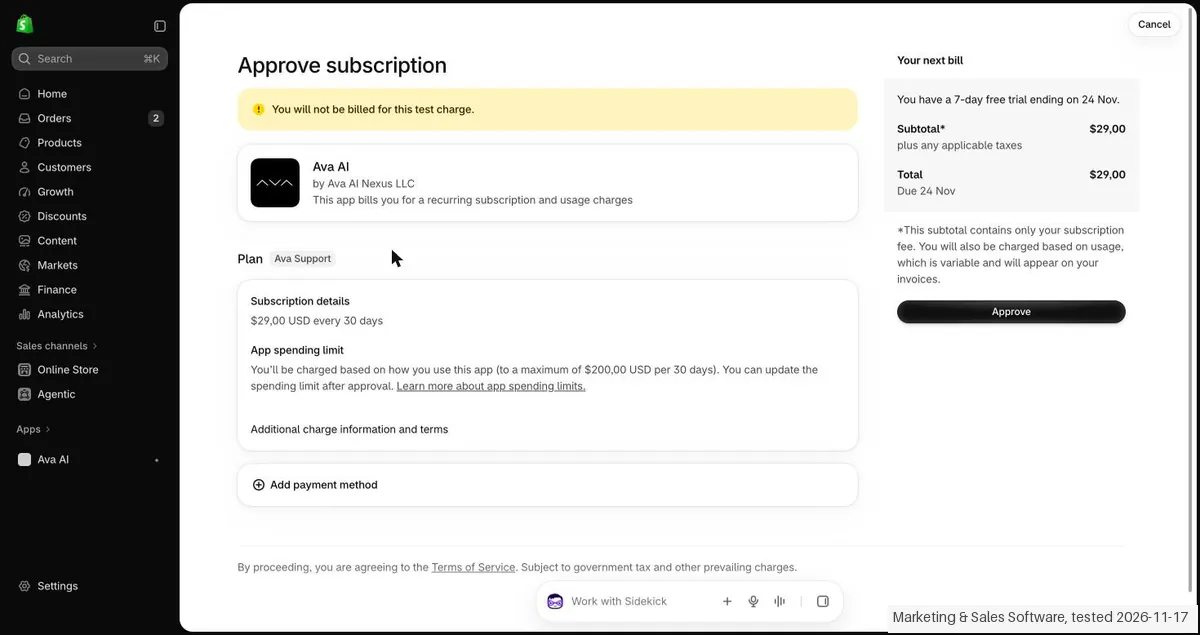 Search ⌘K
Home
Orders 2
Products
Customers
Growth
Discounts
Content
Markets
Finance
Analytics
Sales channels
Online Store
Agentic
Apps
Ava AI
Settings
Cancel
Approve subscription
You will not be billed for this test charge.
Ava AI
by Ava AI Nexus LLC
This app bills you for a recurring subscription and usage charges
Plan Ava Support
Subscription details
$29,00 USD every 30 days
App spending limit
You’ll be charged based on how you use this app (to a maximum of $200,00 USD per 30 days). You can update the
spending limit after approval. Learn more about app spending limits.
Additional charge information and terms
Add payment method
By proceeding, you are agreeing to the Terms of Service. Subject to government tax and other prevailing charges.
Work with Sidekick
Your next bill
You have a 7-day free trial ending on 24 Nov.
Subtotal* $29,00
plus any applicable taxes
Total $29,00
Due 24 Nov
*This subtotal contains only your subscription
fee. You will also be charged based on usage,
which is variable and will appear on your
invoices.
Approve
Marketing & Sales Software, tested 2026-11-17